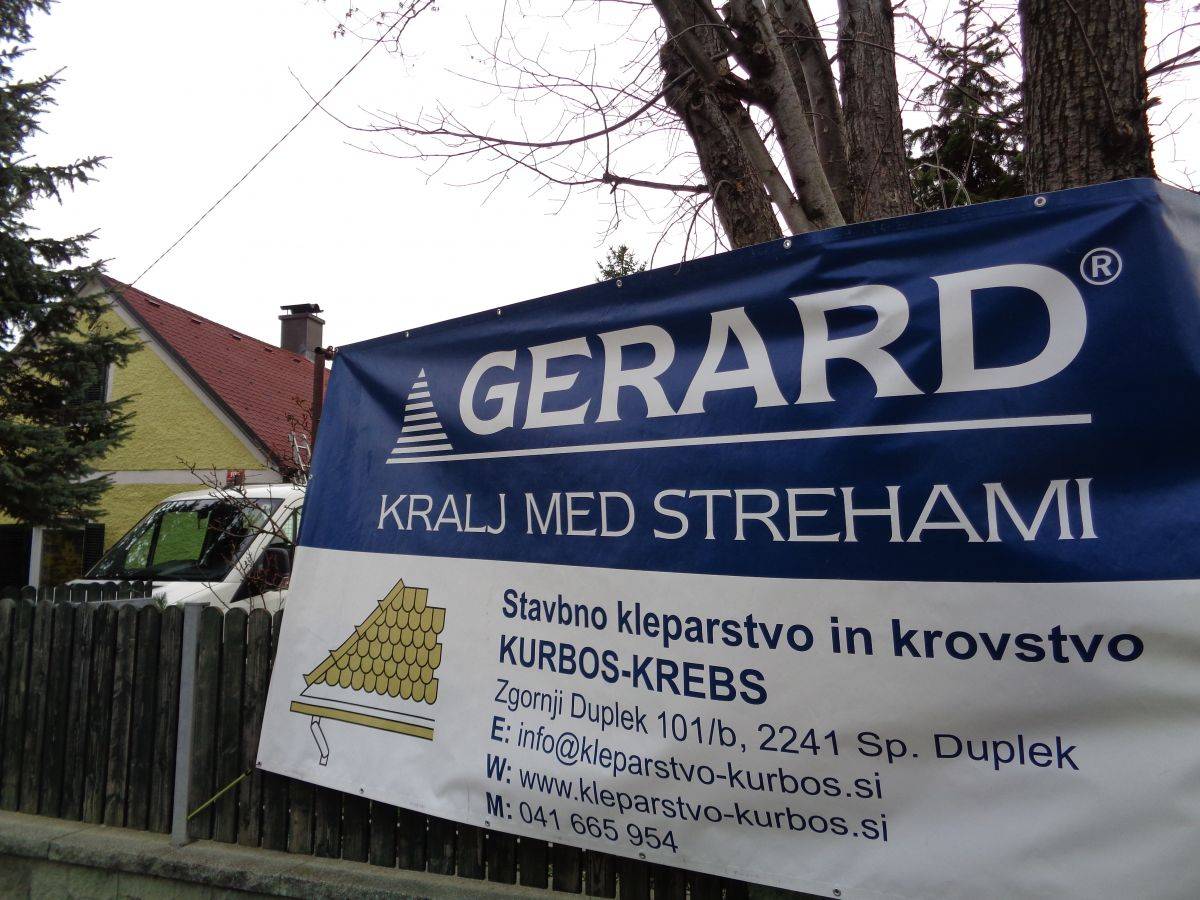 GERARD®
KRALJ MED STREHAMI
Stavbno kleparstvo in krovstvo
KURBOS-KREBS
Zgornji Duplek 101/b, 2241 Sp. Duplek
E: info@kleparstvo-kurbos.si
W: www.kleparstvo-kurbos.si
M: 041 665 954